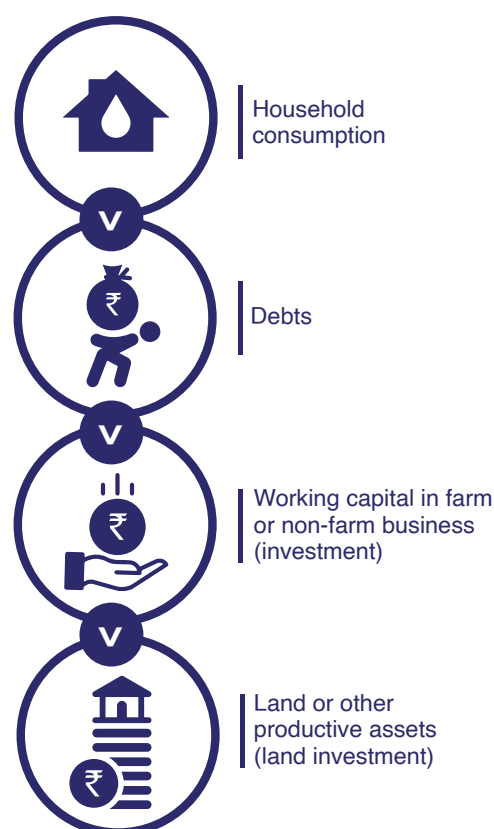 Household
consumption
v
₹
Debts
v
₹
Working capital in farm
or non-farm business
(investment)
v
₹
Land or other
productive assets
(land investment)